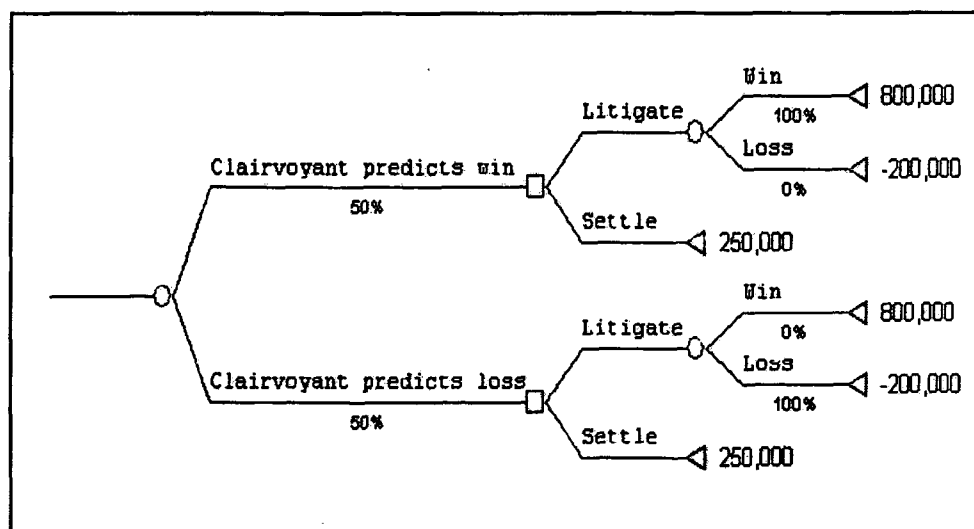 Win
800,000
Litigate
100%
Loss
-200,000
Clairvoyant predicts win
0%
50%
Settle
250,000
Win
800,000
Litigate
0%
Loss
-200,000
Clairvoyant predicts loss
100%
50%
Settle
250,000